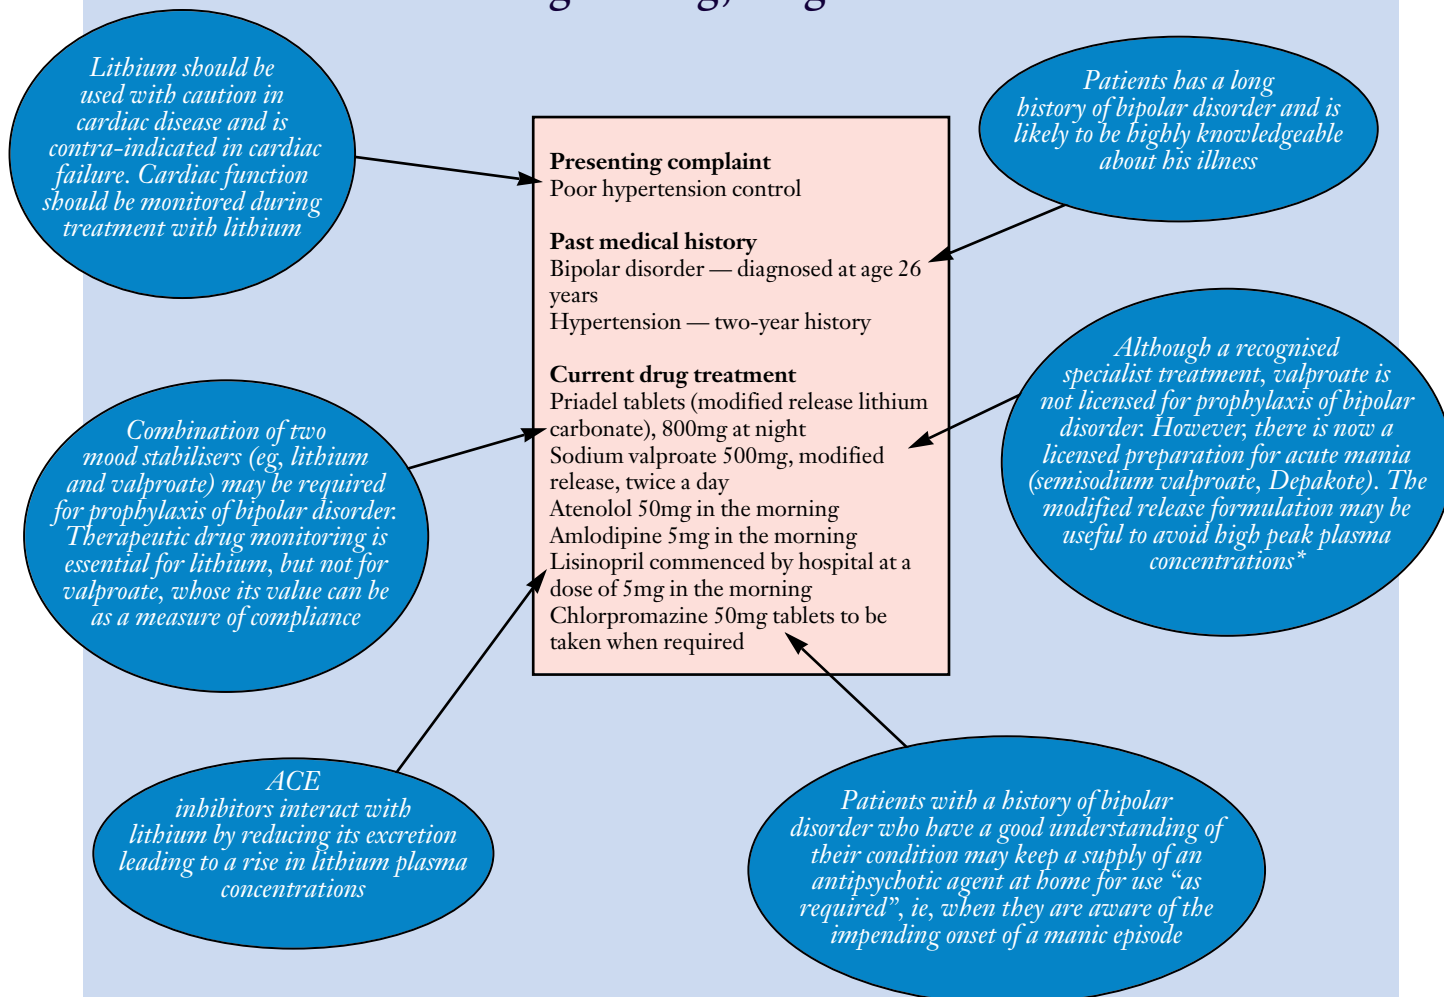 Lithium should be
used with caution in
cardiac disease and is
contra-indicated in cardiac
failure. Cardiac function
should be monitored during
treatment with lithium
Patients has a long
history of bipolar disorder and is
likely to be highly knowledgeable
about his illness
Presenting complaint
Poor hypertension control
Past medical history
Bipolar disorder — diagnosed at age 26
years
Hypertension — two-year history
Current drug treatment
Priadel tablets (modified release lithium
carbonate), 800mg at night
Sodium valproate 500mg, modified
release, twice a day
Atenolol 50mg in the morning
Amlodipine 5mg in the morning
Lisinopril commenced by hospital at a
dose of 5mg in the morning
Chlorpromazine 50mg tablets to be
taken when required
Although a recognised
specialist treatment, valproate is
not licensed for prophylaxis of bipolar
disorder. However, there is now a
licensed preparation for acute mania
(semisodium valproate, Depakote). The
modified release formulation may be
useful to avoid high peak plasma
concentrations*
Combination of two
mood stabilisers (eg, lithium
and valproate) may be required
for prophylaxis of bipolar disorder.
Therapeutic drug monitoring is
essential for lithium, but not for
valproate, whose its value can be
as a measure of compliance
ACE
inhibitors interact with
lithium by reducing its excretion
leading to a rise in lithium plasma
concentrations
Patients with a history of bipolar
disorder who have a good understanding of
their condition may keep a supply of an
antipsychotic agent at home for use “as
required”, ie, when they are aware of the
impending onset of a manic episode